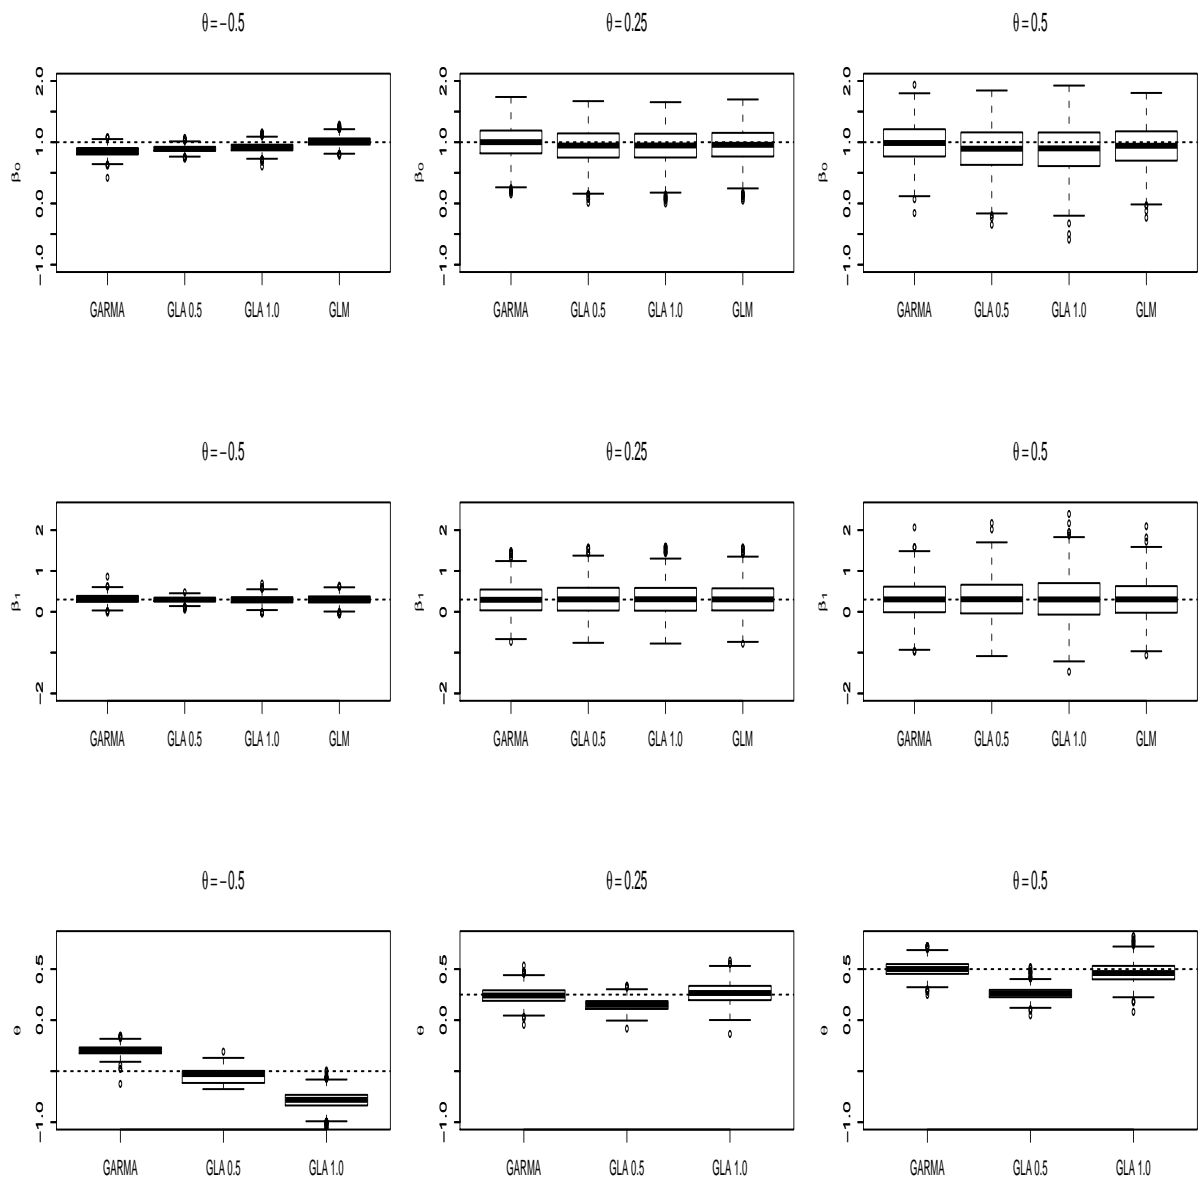 θ = −0.5
θ = 0.25
θ = 0.5
2.0
1.0
0.0
−1.0
β₀
GARMA GLA 0.5 GLA 1.0 GLM
2.0
1.0
0.0
−1.0
β₀
GARMA GLA 0.5 GLA 1.0 GLM
2.0
1.0
0.0
−1.0
β₀
GARMA GLA 0.5 GLA 1.0 GLM
θ = −0.5
θ = 0.25
θ = 0.5
2
1
0
−2
β₁
GARMA GLA 0.5 GLA 1.0 GLM
2
1
0
−2
β₁
GARMA GLA 0.5 GLA 1.0 GLM
2
1
0
−2
β₁
GARMA GLA 0.5 GLA 1.0 GLM
θ = −0.5
θ = 0.25
θ = 0.5
0.5
0.0
−1.0
θ
GARMA GLA 0.5 GLA 1.0
0.5
0.0
−1.0
θ
GARMA GLA 0.5 GLA 1.0
0.5
0.0
−1.0
θ
GARMA GLA 0.5 GLA 1.0